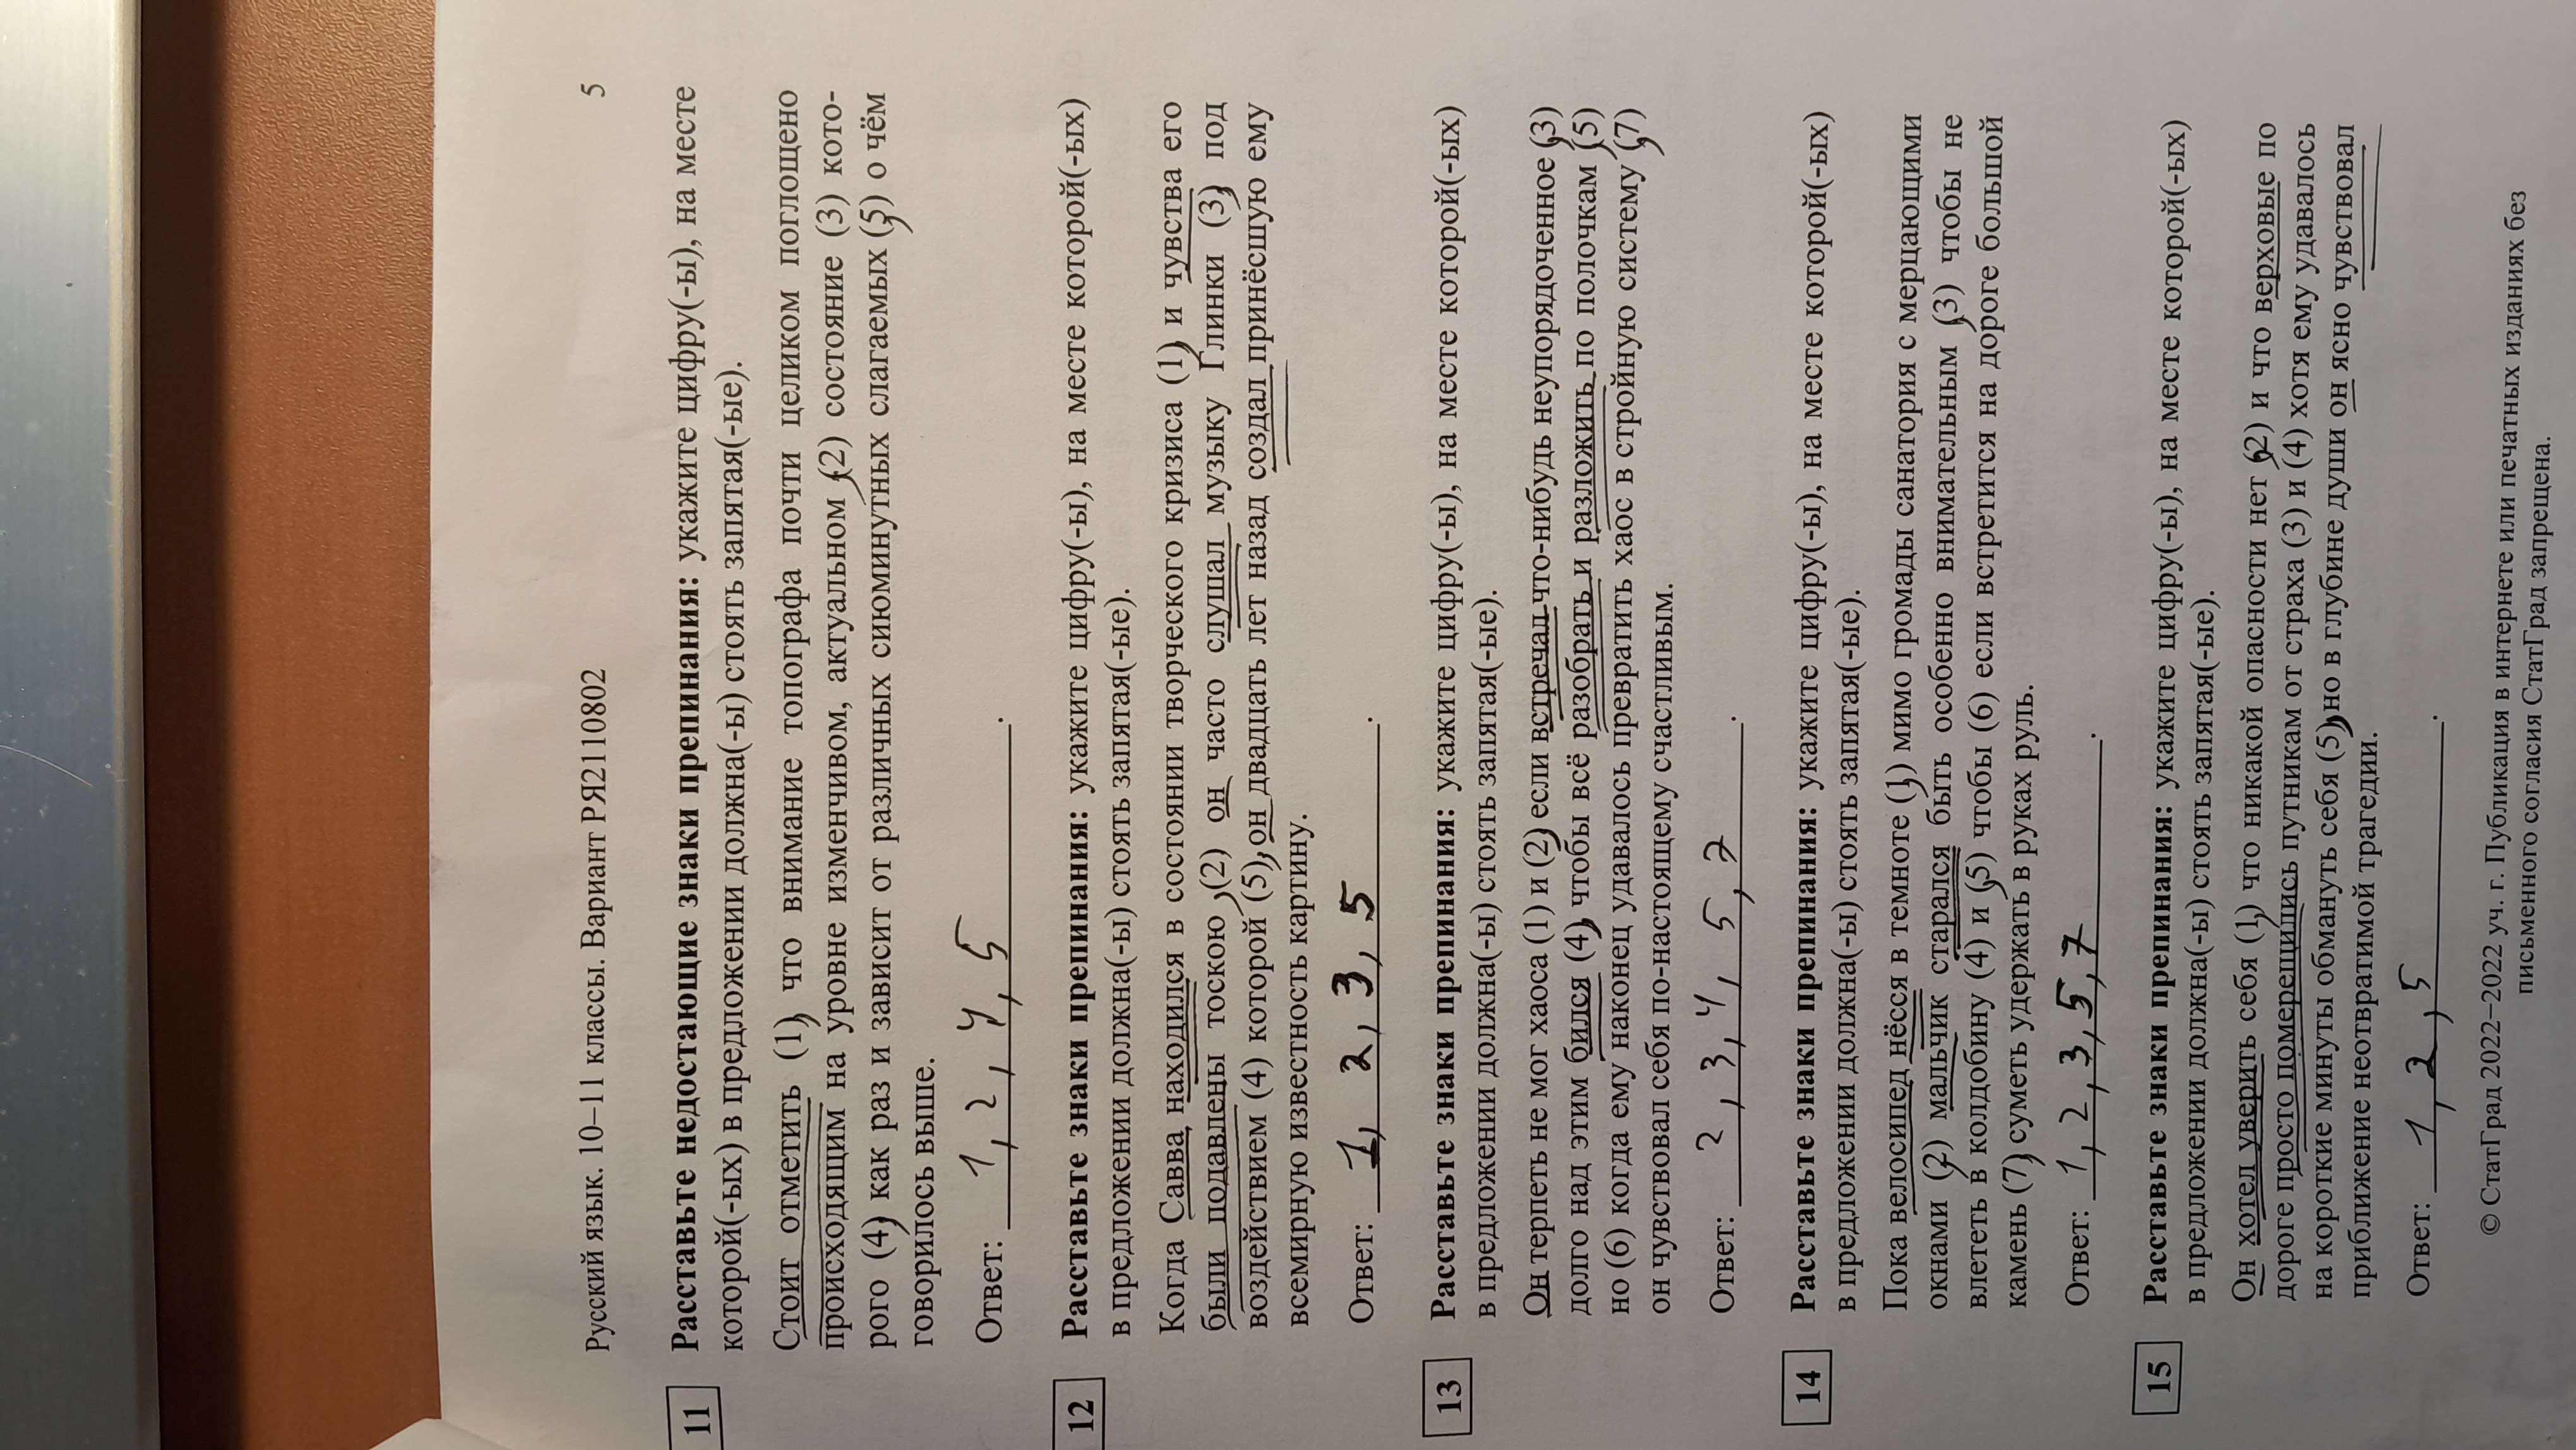 Русский язык. 10–11 классы. Вариант РЯ2110802 5
11 Расставьте недостающие знаки препинания: укажите цифру(-ы), на месте
которой(-ых) в предложении должна(-ы) стоять запятая(-ые).
Стоит отметить (1), что внимание топографа почти целиком поглощено
происходящим на уровне изменчивом, актуальном ,(2) состояние (3) кото-
рого (4), как раз и зависит от различных сиюминутных слагаемых (5), о чём
говорилось выше.
Ответ: 1, 2, 4, 5.
12 Расставьте знаки препинания: укажите цифру(-ы), на месте которой(-ых)
в предложении должна(-ы) стоять запятая(-ые).
Когда Савва находился в состоянии творческого кризиса (1), и чувства его
были подавлены тоскою ,(2) он часто слушал музыку Глинки (3), под
воздействием (4) которой (5), он двадцать лет назад создал принёсшую ему
всемирную известность картину.
Ответ: 1, 2, 3, 5.
13 Расставьте знаки препинания: укажите цифру(-ы), на месте которой(-ых)
в предложении должна(-ы) стоять запятая(-ые).
Он терпеть не мог хаоса (1) и (2), если встречал что-нибудь неупорядоченное ,(3)
долго над этим бился (4), чтобы всё разобрать и разложить по полочкам ,(5)
но (6) когда ему наконец удавалось превратить хаос в стройную систему ,(7)
он чувствовал себя по-настоящему счастливым.
Ответ: 2, 3, 4, 5, 7.
14 Расставьте знаки препинания: укажите цифру(-ы), на месте которой(-ых)
в предложении должна(-ы) стоять запятая(-ые).
Пока велосипед нёсся в темноте (1), мимо громады санатория с мерцающими
окнами (2), мальчик старался быть особенно внимательным ,(3) чтобы не
влететь в колдобину (4) и ,(5) чтобы (6) если встретится на дороге большой
камень (7), суметь удержать в руках руль.
Ответ: 1, 2, 3, 5, 7.
15 Расставьте знаки препинания: укажите цифру(-ы), на месте которой(-ых)
в предложении должна(-ы) стоять запятая(-ые).
Он хотел уверить себя (1), что никакой опасности нет ,(2) и что верховые по
дороге просто померещились путникам от страха (3) и (4) хотя ему удавалось
на короткие минуты обмануть себя (5), но в глубине души он ясно чувствовал
приближение неотвратимой трагедии.
Ответ: 1, 2, 5.
© СтатГрад 2022−2022 уч. г. Публикация в интернете или печатных изданиях без
письменного согласия СтатГрад запрещена.